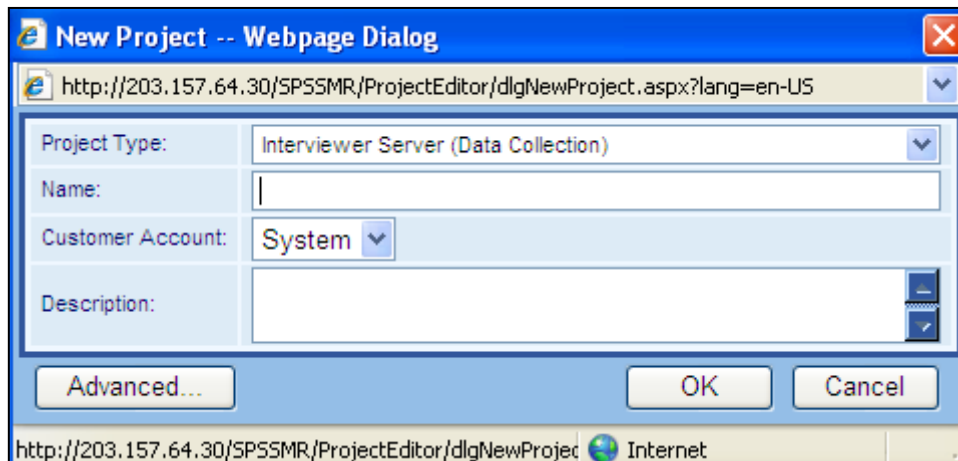 New Project -- Webpage Dialog
http://203.157.64.30/SPSSMR/ProjectEditor/dlgNewProject.aspx?lang=en-US
Project Type: Interviewer Server (Data Collection)
Name:
Customer Account: System
Description:
Advanced... OK Cancel
http://203.157.64.30/SPSSMR/ProjectEditor/dlgNewProjec Internet